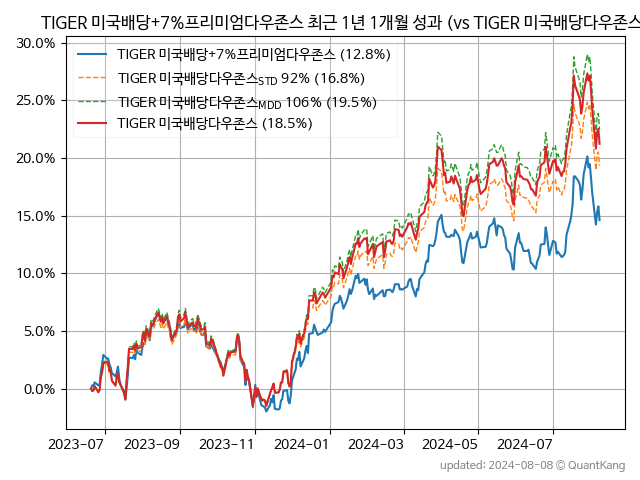 TIGER 미국배당+7%프리미엄다우존스 최근 1년 1개월 성과 (vs TIGER 미국배당다우존스
30.0%
25.0%
20.0%
15.0%
10.0%
5.0%
0.0%
TIGER 미국배당+7%프리미엄다우존스 (12.8%)
TIGER 미국배당다우존스STD 92% (16.8%)
TIGER 미국배당다우존스MDD 106% (19.5%)
TIGER 미국배당다우존스 (18.5%)
2023-07 2023-09 2023-11 2024-01 2024-03 2024-05 2024-07
updated: 2024-08-08 © QuantKang